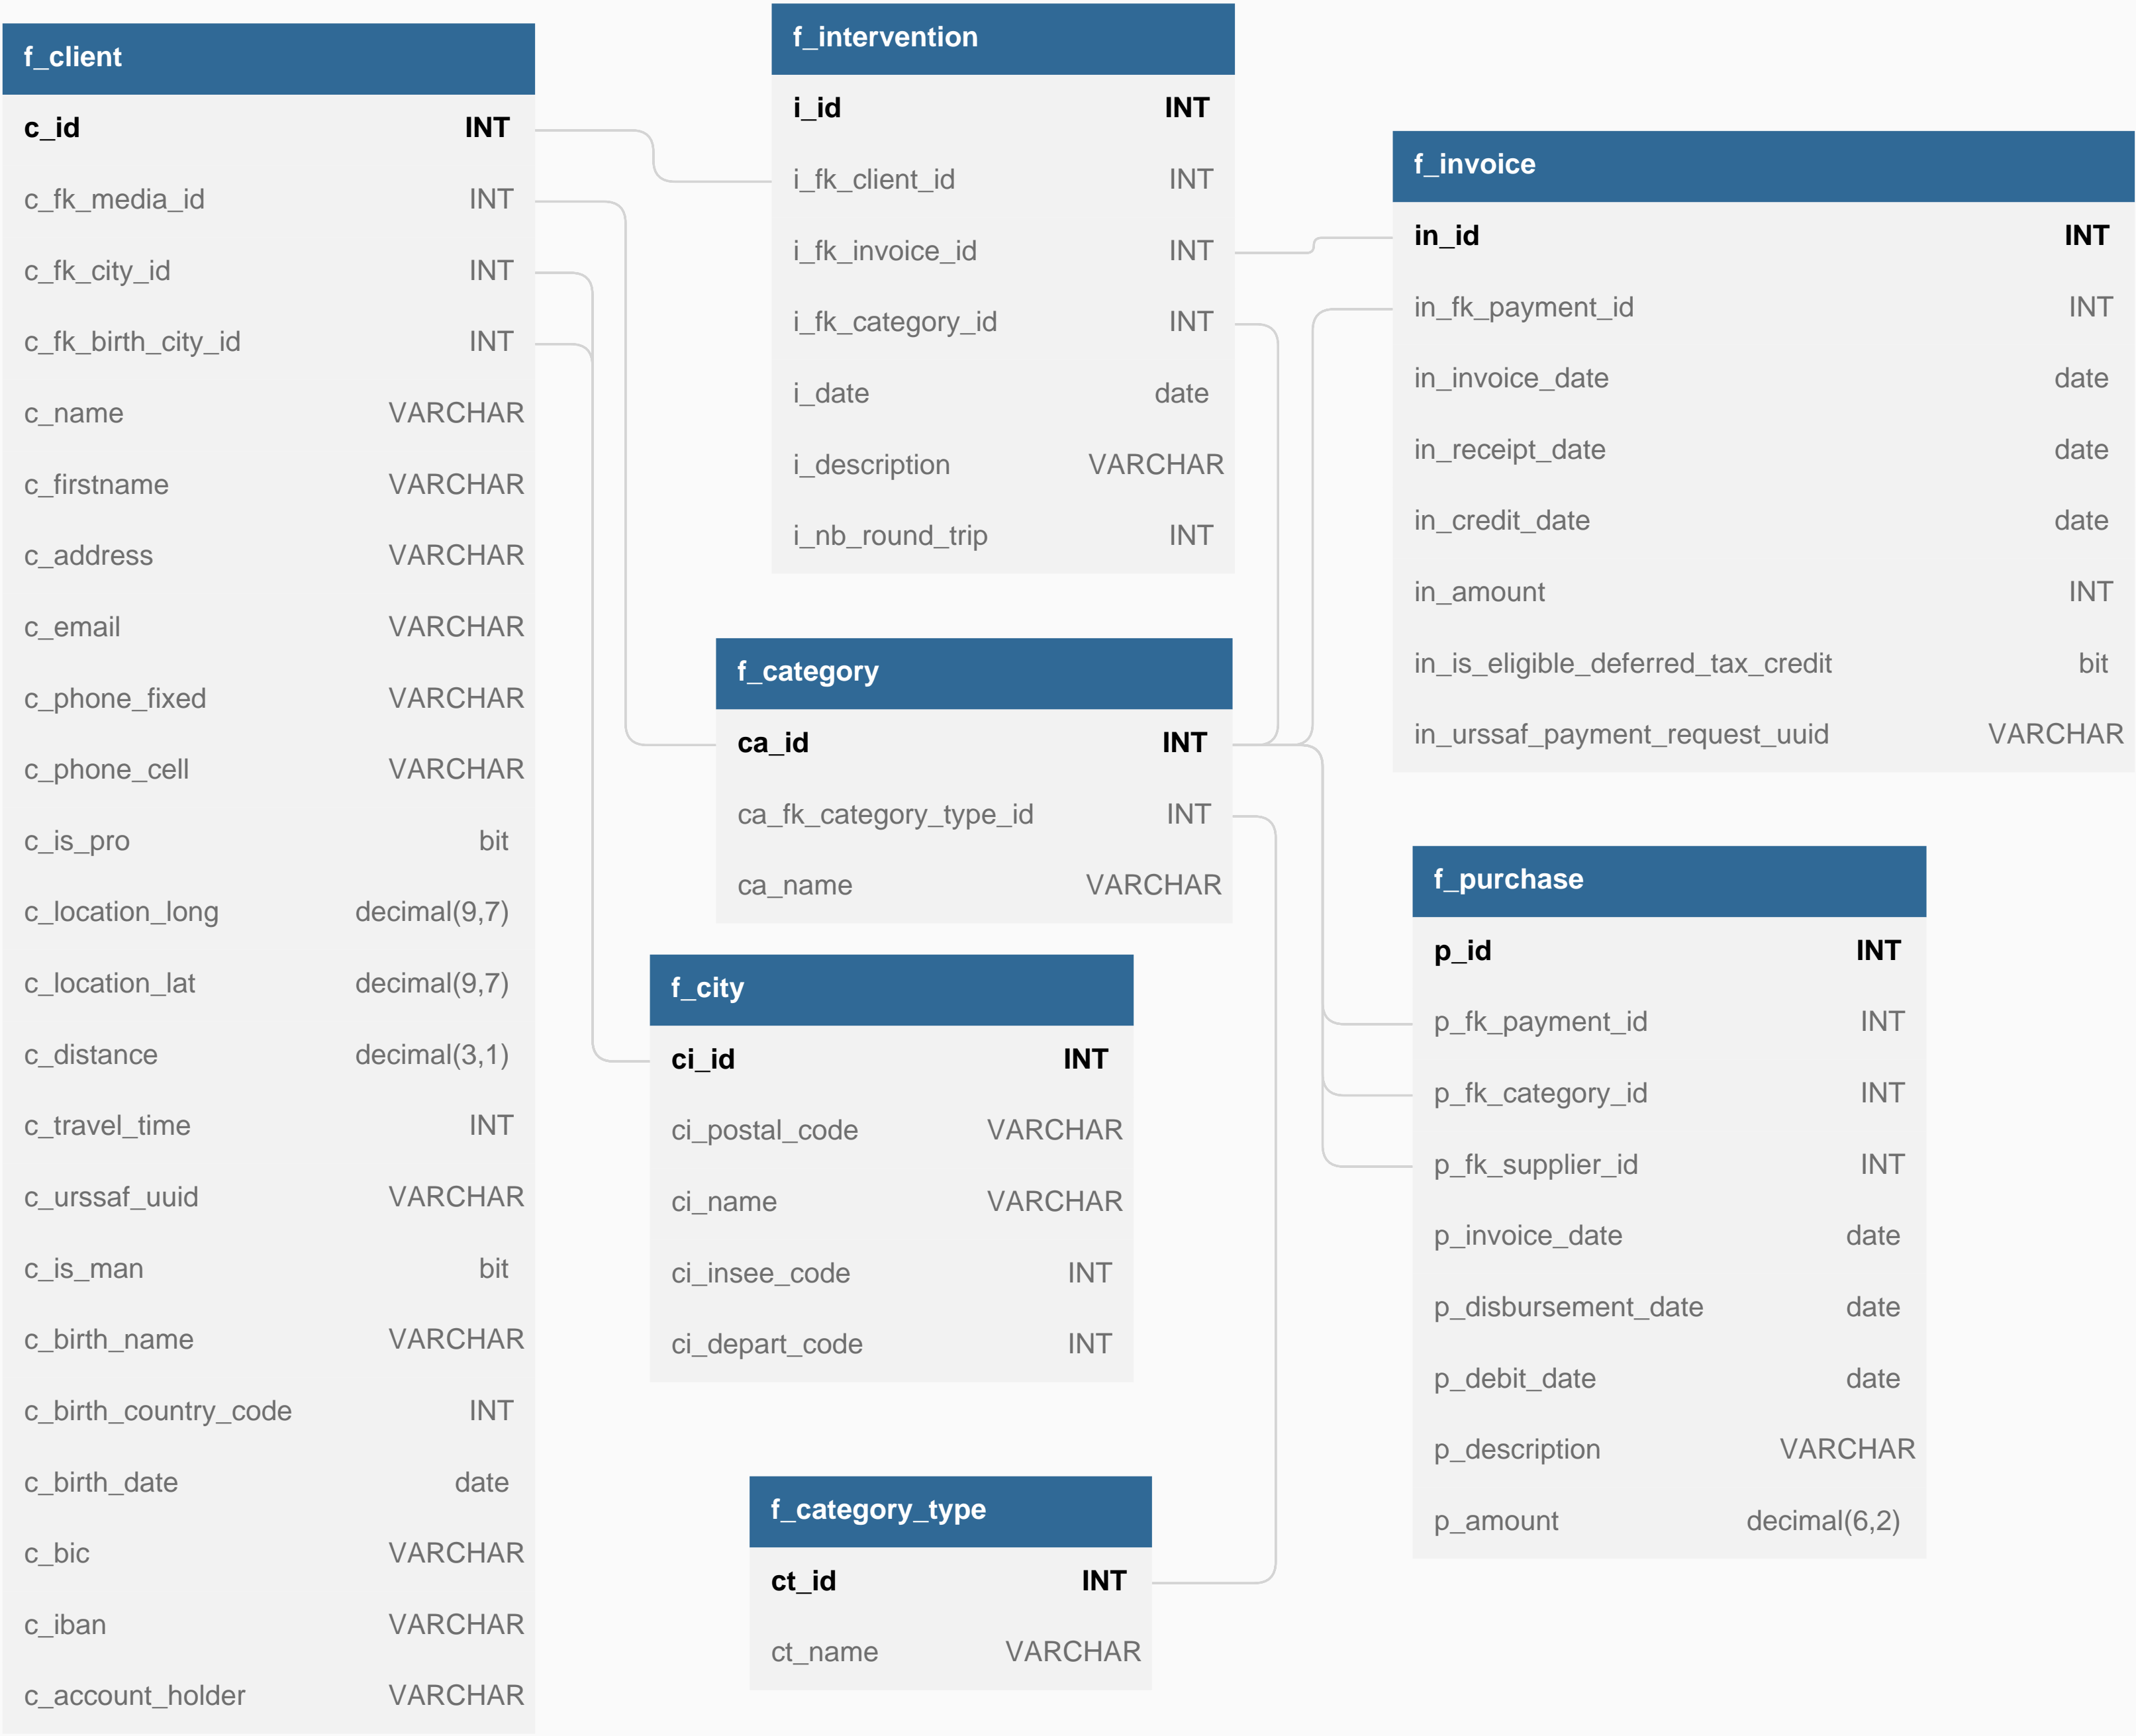 f_client
c_id INT
c_fk_media_id INT
c_fk_city_id INT
c_fk_birth_city_id INT
c_name VARCHAR
c_firstname VARCHAR
c_address VARCHAR
c_email VARCHAR
c_phone_fixed VARCHAR
c_phone_cell VARCHAR
c_is_pro bit
c_location_long decimal(9,7)
c_location_lat decimal(9,7)
c_distance decimal(3,1)
c_travel_time INT
c_urssaf_uuid VARCHAR
c_is_man bit
c_birth_name VARCHAR
c_birth_country_code INT
c_birth_date date
c_bic VARCHAR
c_iban VARCHAR
c_account_holder VARCHAR
f_intervention
i_id INT
i_fk_client_id INT
i_fk_invoice_id INT
i_fk_category_id INT
i_date date
i_description VARCHAR
i_nb_round_trip INT
f_category
ca_id INT
ca_fk_category_type_id INT
ca_name VARCHAR
f_city
ci_id INT
ci_postal_code VARCHAR
ci_name VARCHAR
ci_insee_code INT
ci_depart_code INT
f_category_type
ct_id INT
ct_name VARCHAR
f_invoice
in_id INT
in_fk_payment_id INT
in_invoice_date date
in_receipt_date date
in_credit_date date
in_amount INT
in_is_eligible_deferred_tax_credit bit
in_urssaf_payment_request_uuid VARCHAR
f_purchase
p_id INT
p_fk_payment_id INT
p_fk_category_id INT
p_fk_supplier_id INT
p_invoice_date date
p_disbursement_date date
p_debit_date date
p_description VARCHAR
p_amount decimal(6,2)